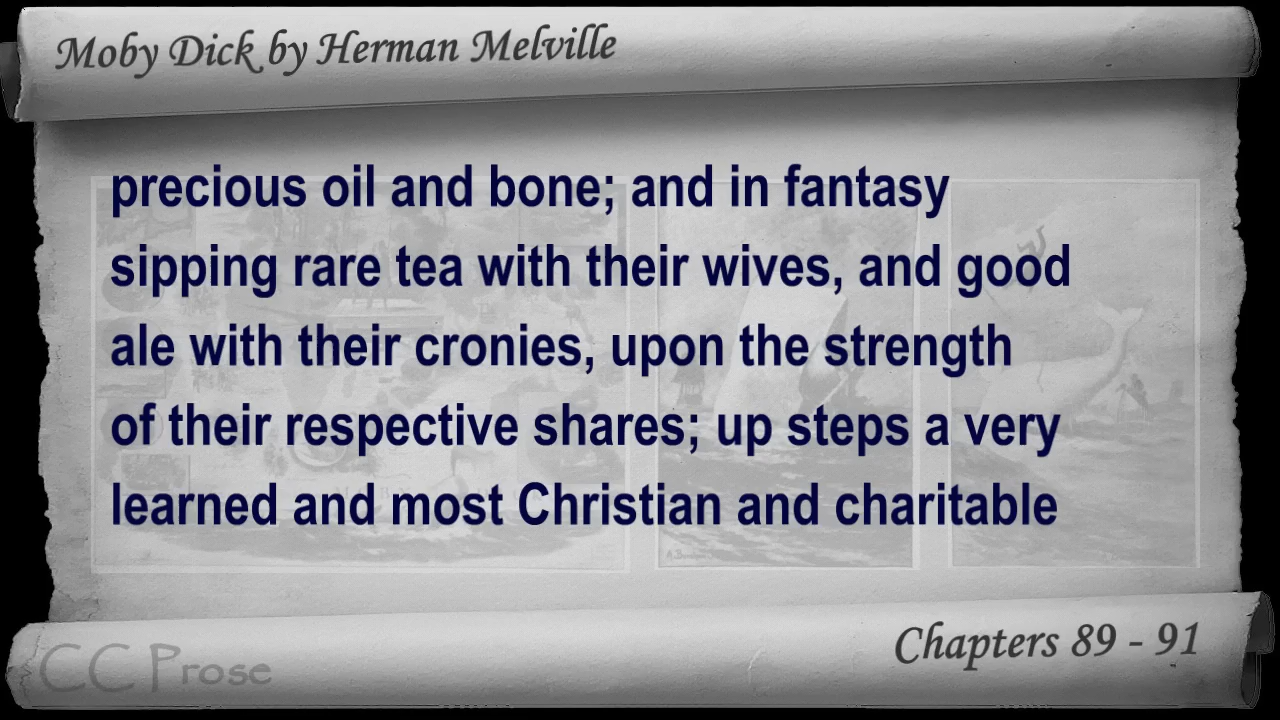 Moby Dick by Herman Melville
precious oil and bone; and in fantasy
sipping rare tea with their wives, and good
ale with their cronies, upon the strength
of their respective shares; up steps a very
learned and most Christian and charitable
Chapters 89 - 91
CC Prose